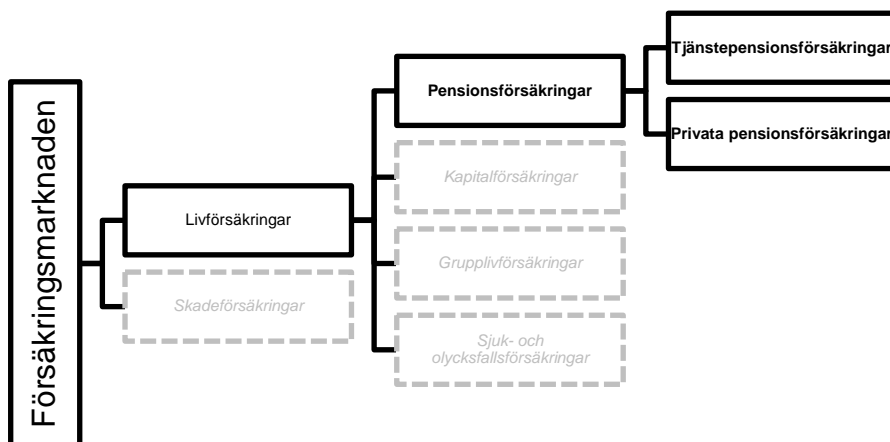 Försäkringsmarknaden
Livförsäkringar
Skadeförsäkringar
Pensionsförsäkringar
Kapitalförsäkringar
Grupplivförsäkringar
Sjuk- och
olycksfallsförsäkringar
Tjänstepensionsförsäkringar
Privata pensionsförsäkringar